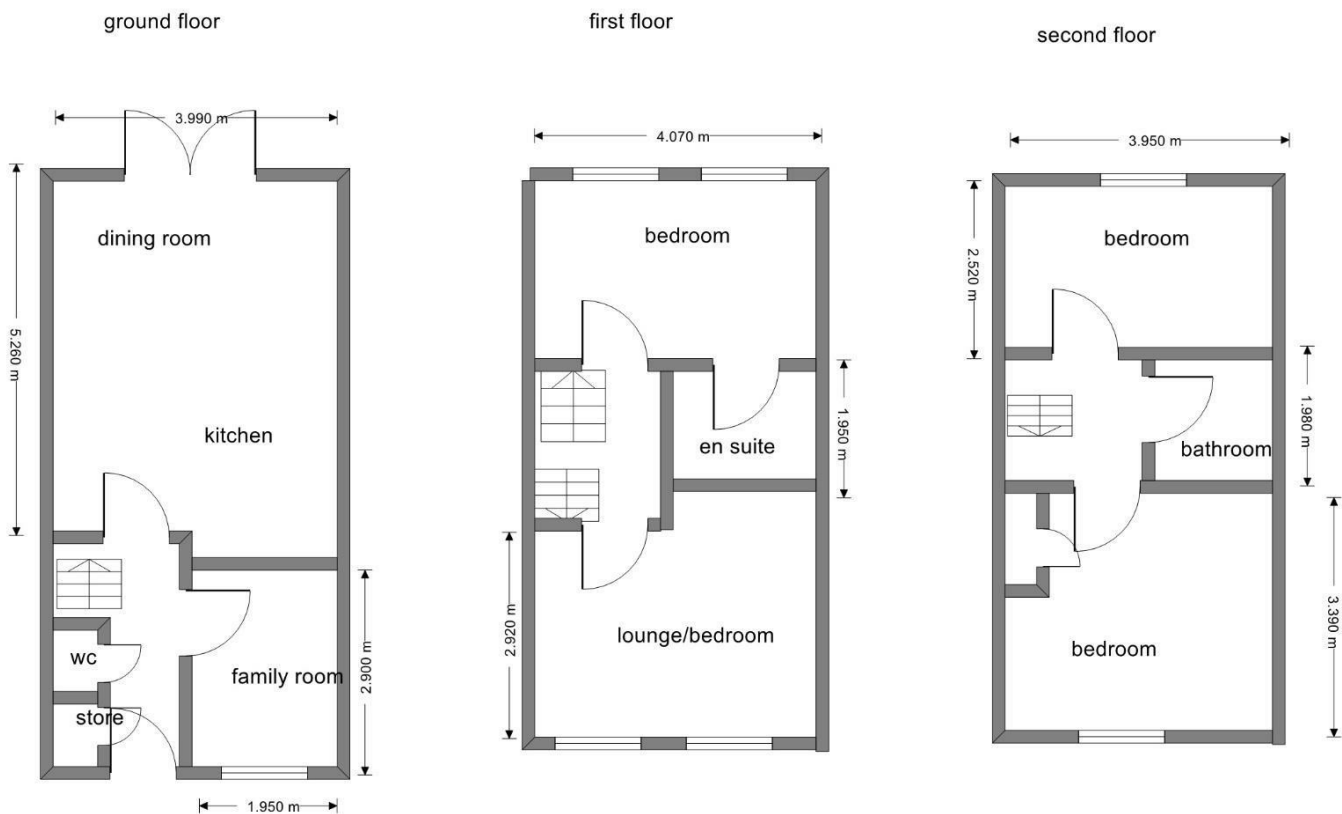 ground floor
3.990 m
5.260 m
dining room
kitchen
wc
store
family room
2.900 m
1.950 m
first floor
4.070 m
bedroom
en suite
1.950 m
2.920 m
lounge/bedroom
second floor
3.950 m
2.520 m
bedroom
1.980 m
bathroom
bedroom
3.390 m